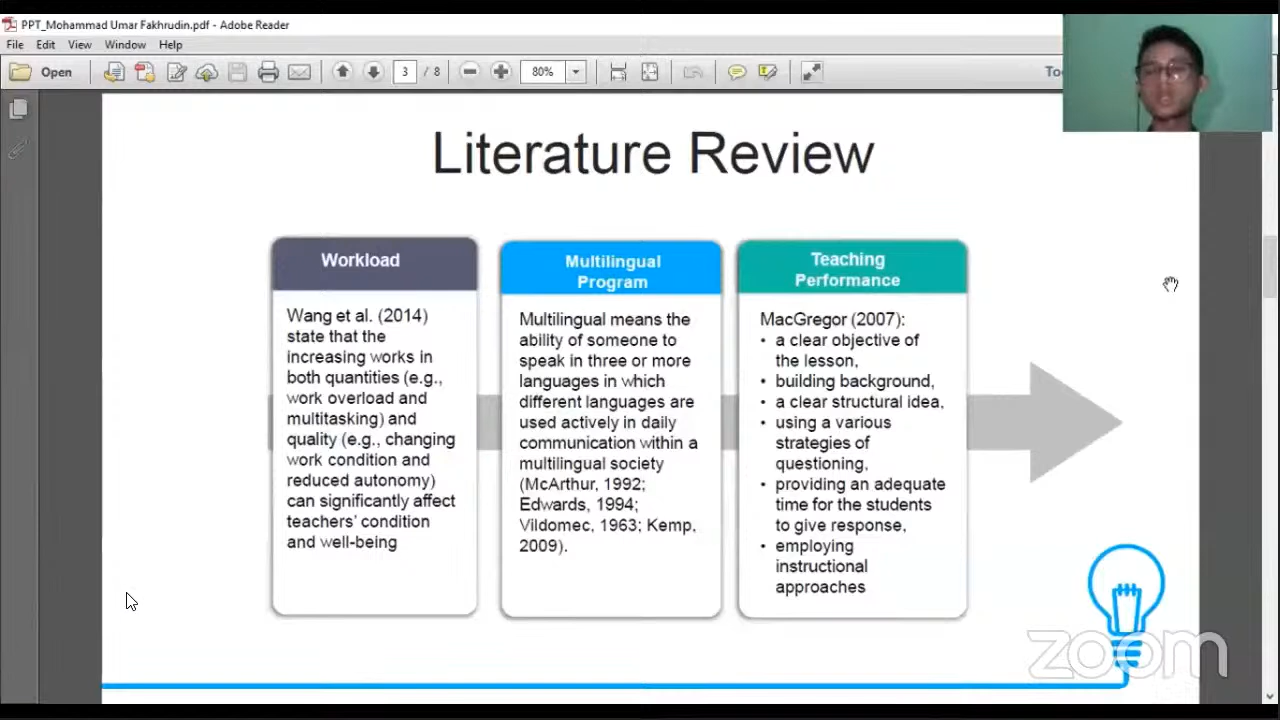 PPT_Mohammad Umar Fakhrudin.pdf - Adobe Reader
File Edit View Window Help
Open 3 / 8 80%
Literature Review
Workload
Wang et al. (2014)
state that the
increasing works in
both quantities (e.g.,
work overload and
multitasking) and
quality (e.g., changing
work condition and
reduced autonomy)
can significantly affect
teachers' condition
and well-being
Multilingual
Program
Multilingual means the
ability of someone to
speak in three or more
languages in which
different languages are
used actively in daily
communication within a
multilingual society
(McArthur, 1992;
Edwards, 1994;
Vildomec, 1963; Kemp,
2009).
Teaching
Performance
MacGregor (2007):
• a clear objective of
the lesson,
• building background,
• a clear structural idea,
• using a various
strategies of
questioning,
• providing an adequate
time for the students
to give response,
• employing
instructional
approaches
zoom